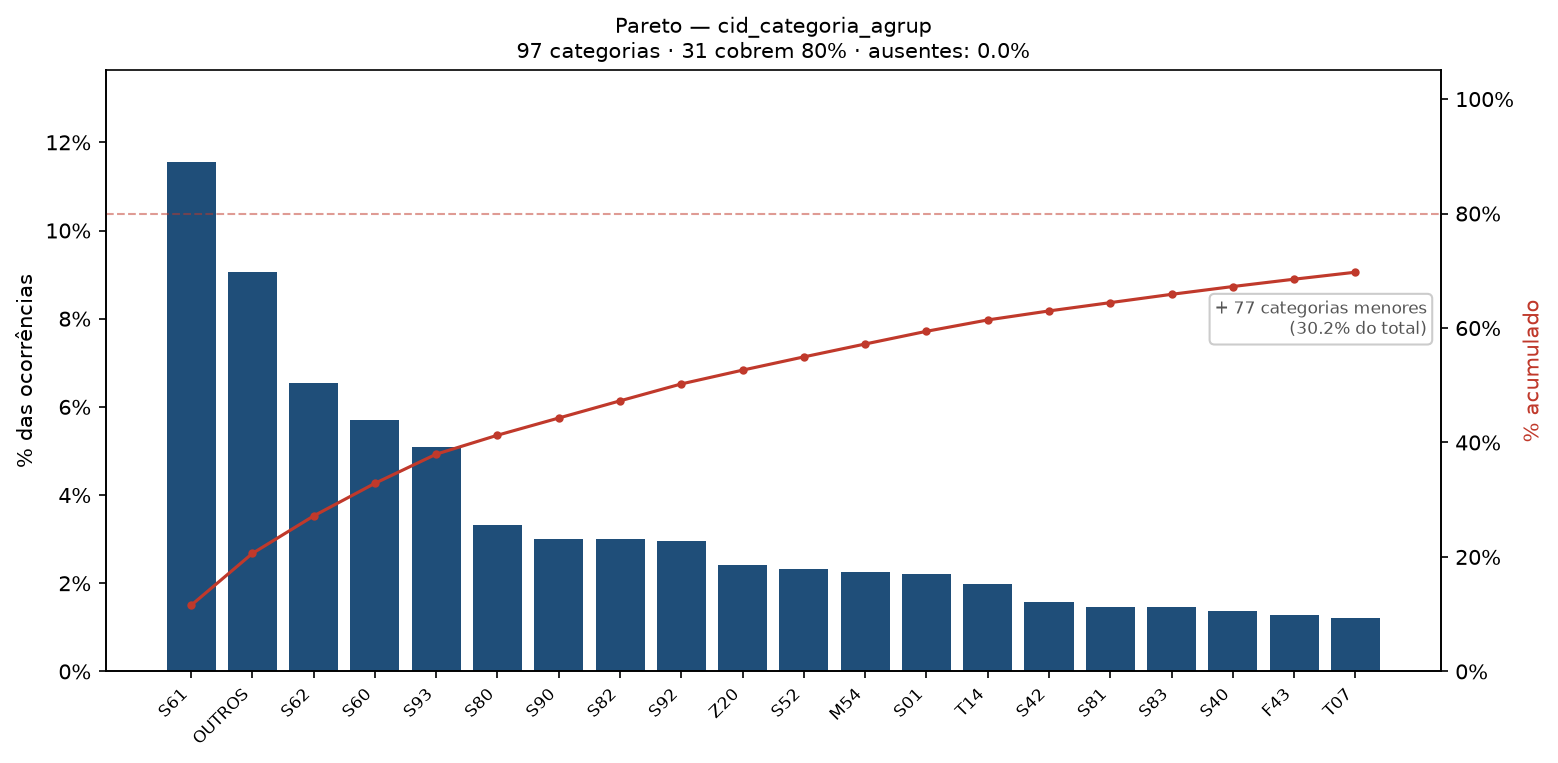 Pareto — cid_categoria_agrup
97 categorias · 31 cobrem 80% · ausentes: 0.0%
% das ocorrências
12%
10%
8%
6%
4%
2%
0%
100%
80%
60%
40%
20%
0%
% acumulado
+ 77 categorias menores
(30.2% do total)
S61
OUTROS
S62
S60
S93
S80
S90
S82
S92
Z20
S52
M54
S01
T14
S42
S81
S83
S40
F43
T07